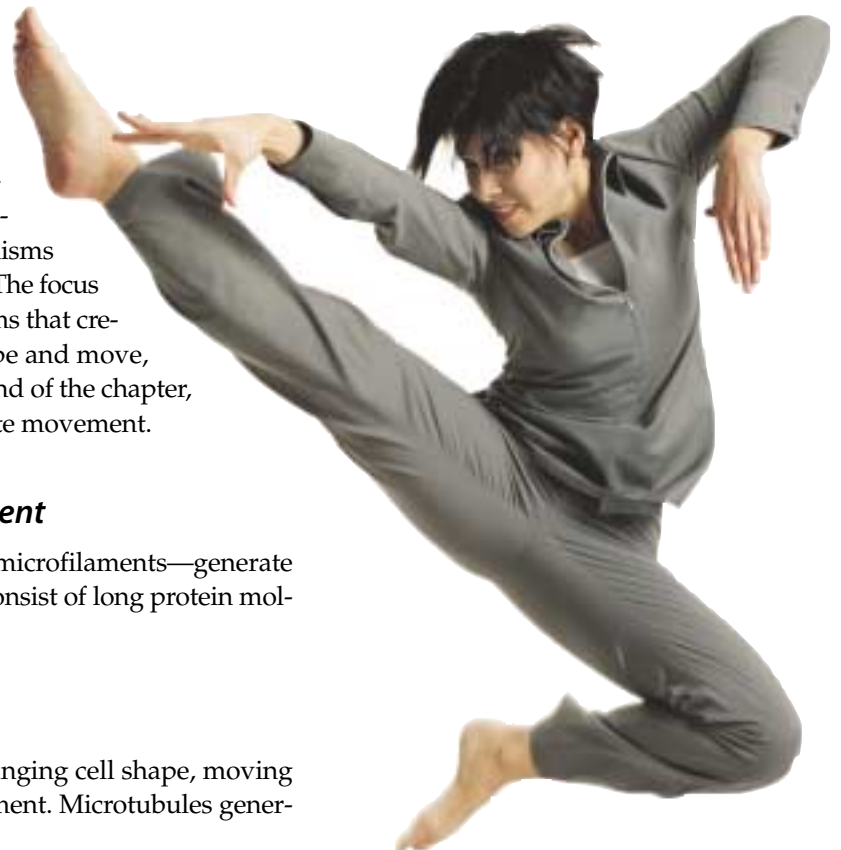 -
isms
The focus
ns that cre-
pe and move,
nd of the chapter,
te movement.
ent
microfilaments—generate
onsist of long protein mol-
nging cell shape, moving
nent. Microtubules gener-